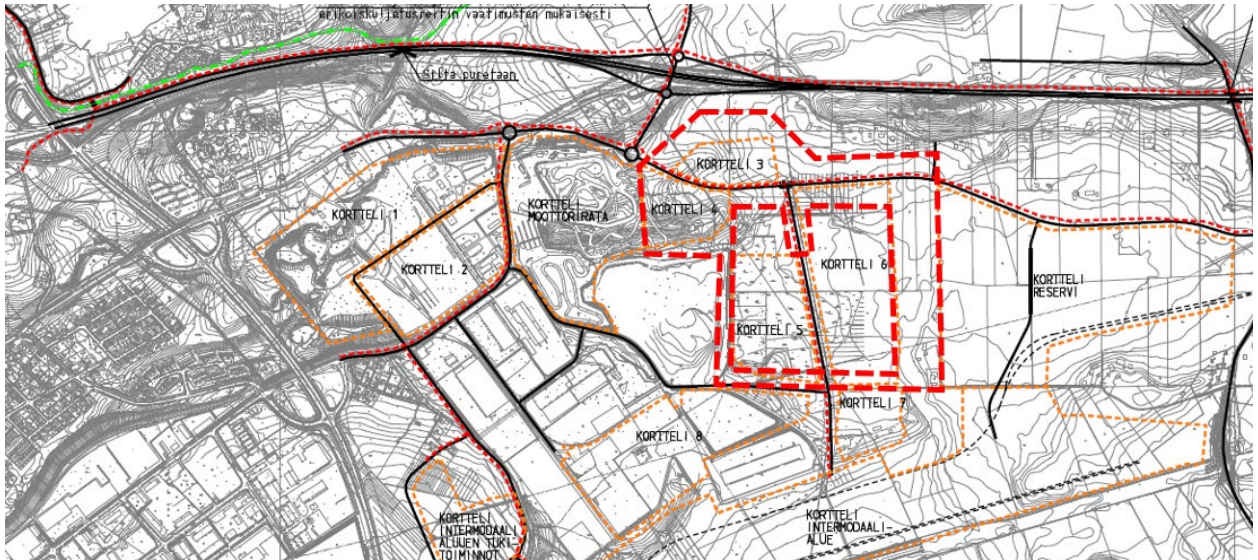 erikoiskuljetusreitin vaatimusten mukaisesti
Silta puretaan
KORTTELI 3
KORTTELI 1
KORTTELI
MOOTTORIRATA
KORTTELI 4
KORTTELI 2
KORTTELI 6
KORTTELI
RESERVI
KORTTELI 5
KORTTELI 7
KORTTELI 8
KORTTELI
INTERMODAALI
ALUUEN TUKI-
TOIMINNOT
KORTTELI
INTERMODAALI-
ALUE